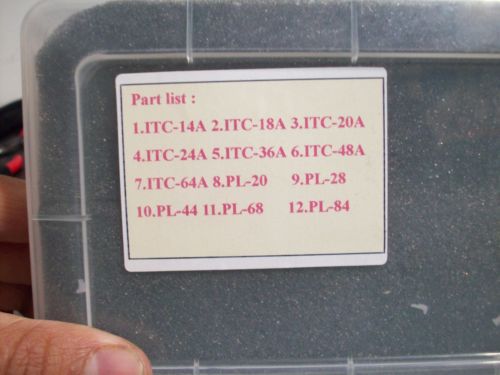 Part list :
1.ITC-14A 2.ITC-18A 3.ITC-20A
4.ITC-24A 5.ITC-36A 6.ITC-48A
7.ITC-64A 8.PL-20 9.PL-28
10.PL-44 11.PL-68 12.PL-84